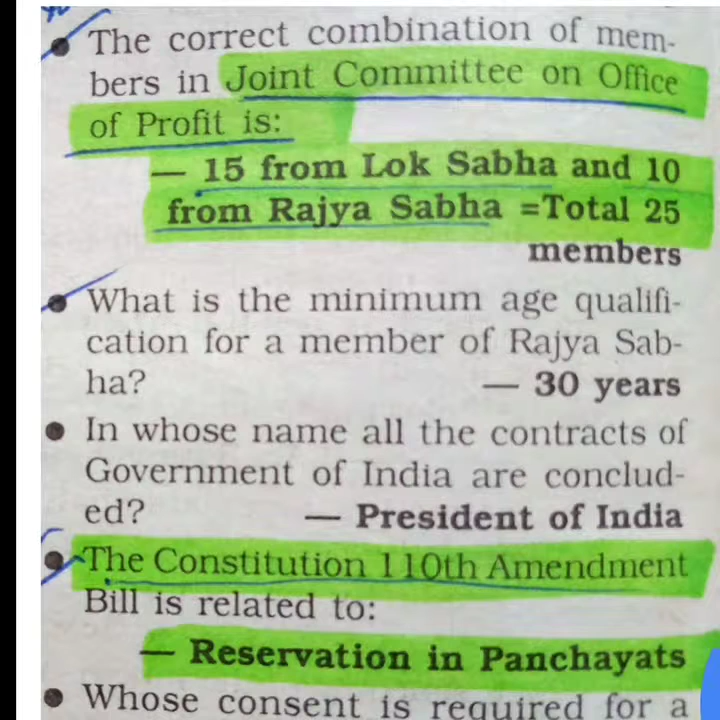 • The correct combination of mem-
bers in Joint Committee on Office
of Profit is:
— 15 from Lok Sabha and 10
from Rajya Sabha =Total 25
members
• What is the minimum age qualifi-
cation for a member of Rajya Sab-
ha? — 30 years
• In whose name all the contracts of
Government of India are conclud-
ed? — President of India
• The Constitution 110th Amendment
Bill is related to:
— Reservation in Panchayats
• Whose consent is required for a